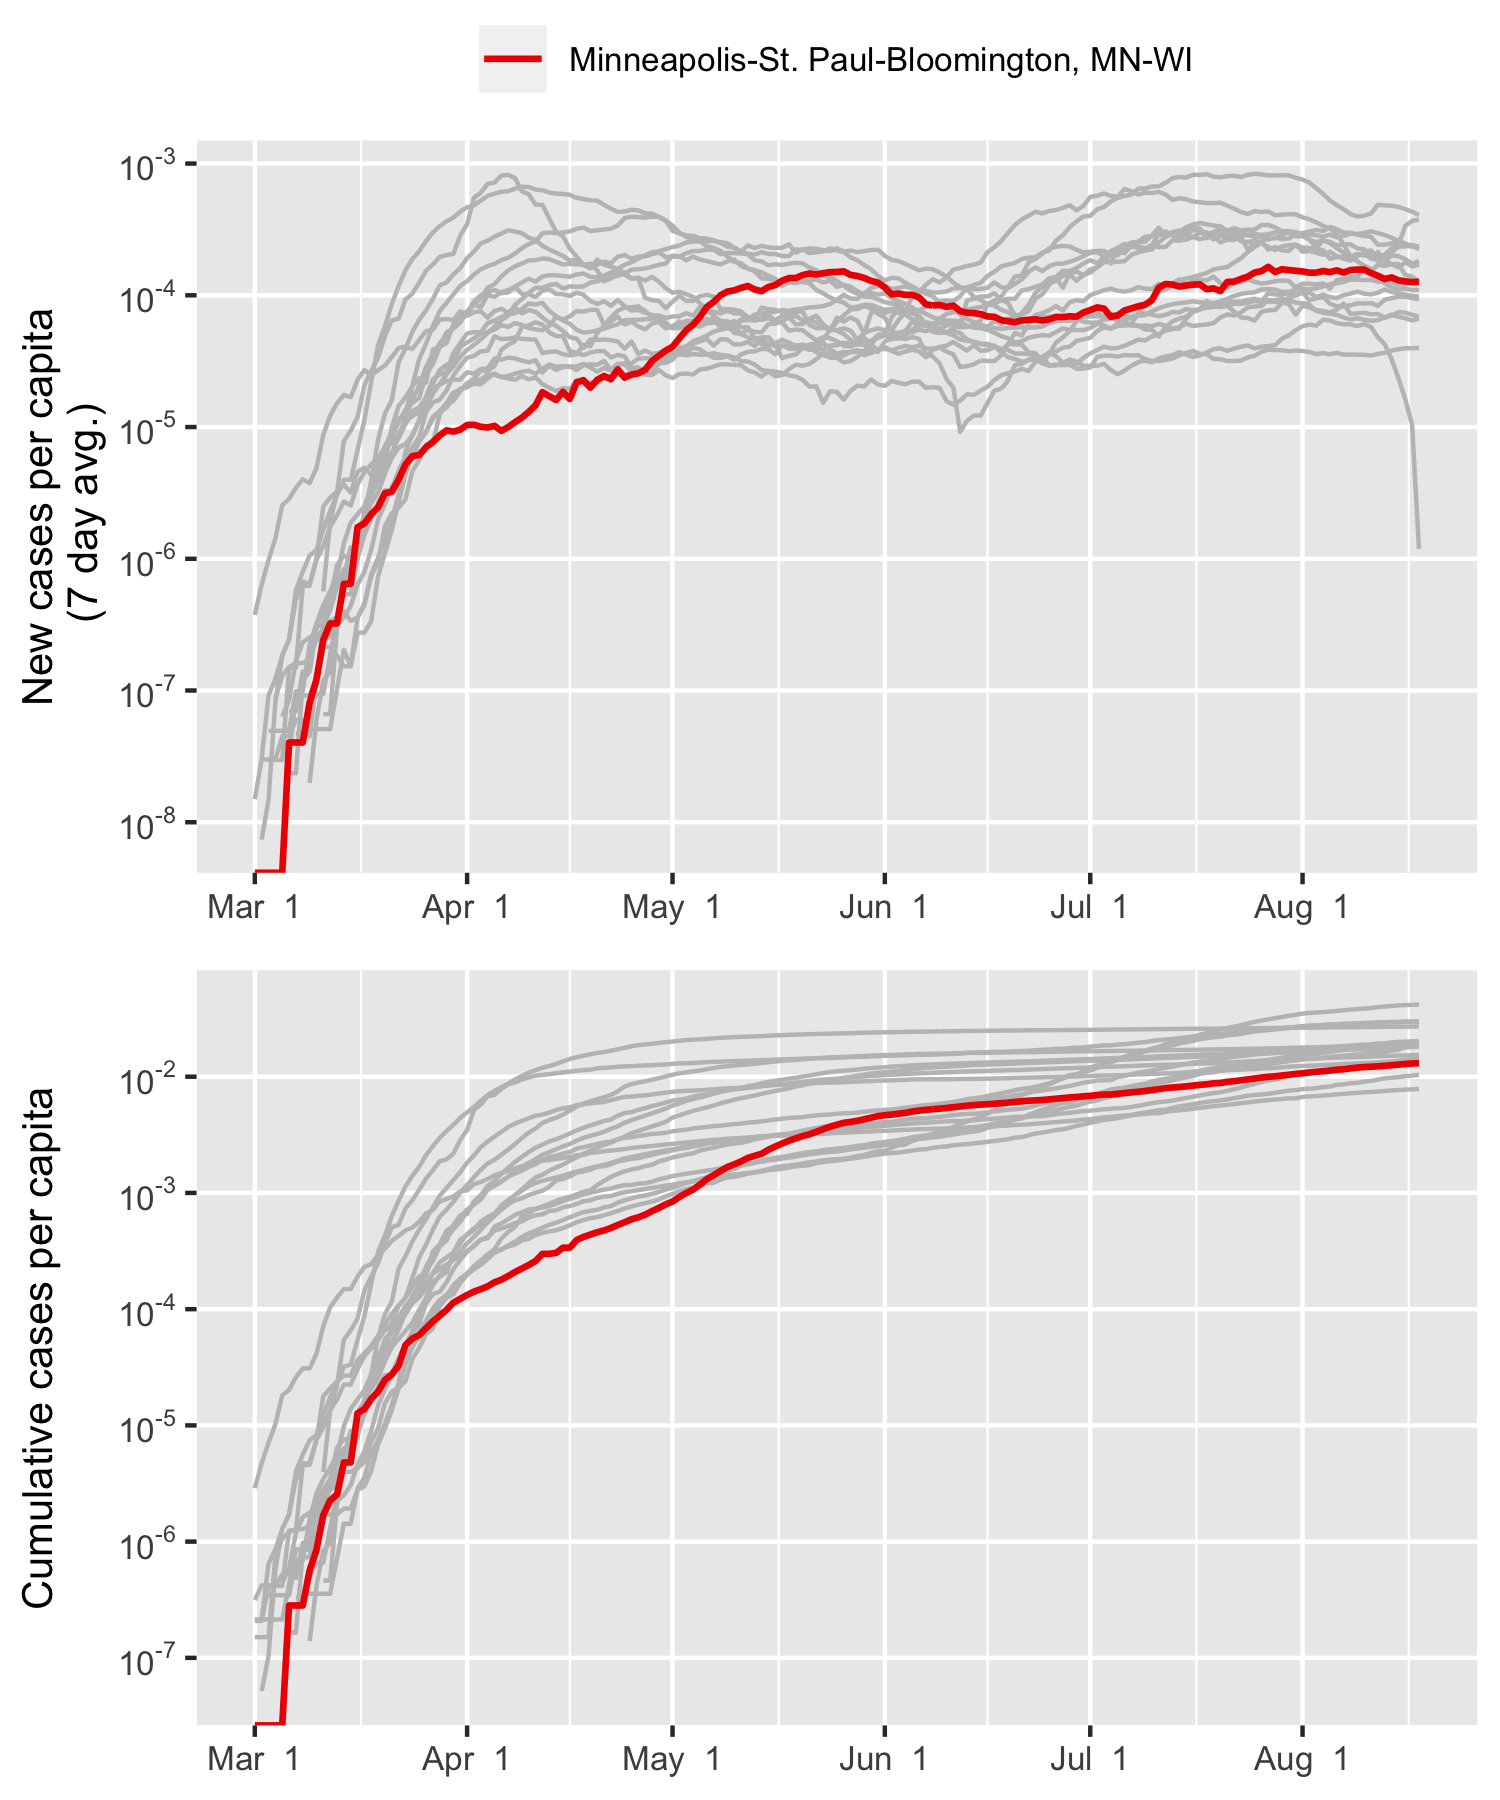 Minneapolis-St. Paul-Bloomington, MN-WI
New cases per capita
(7 day avg.)
10-3
10-4
10-5
10-6
10-7
10-8
Mar 1 Apr 1 May 1 Jun 1 Jul 1 Aug 1
Cumulative cases per capita
10-2
10-3
10-4
10-5
10-6
10-7
Mar 1 Apr 1 May 1 Jun 1 Jul 1 Aug 1